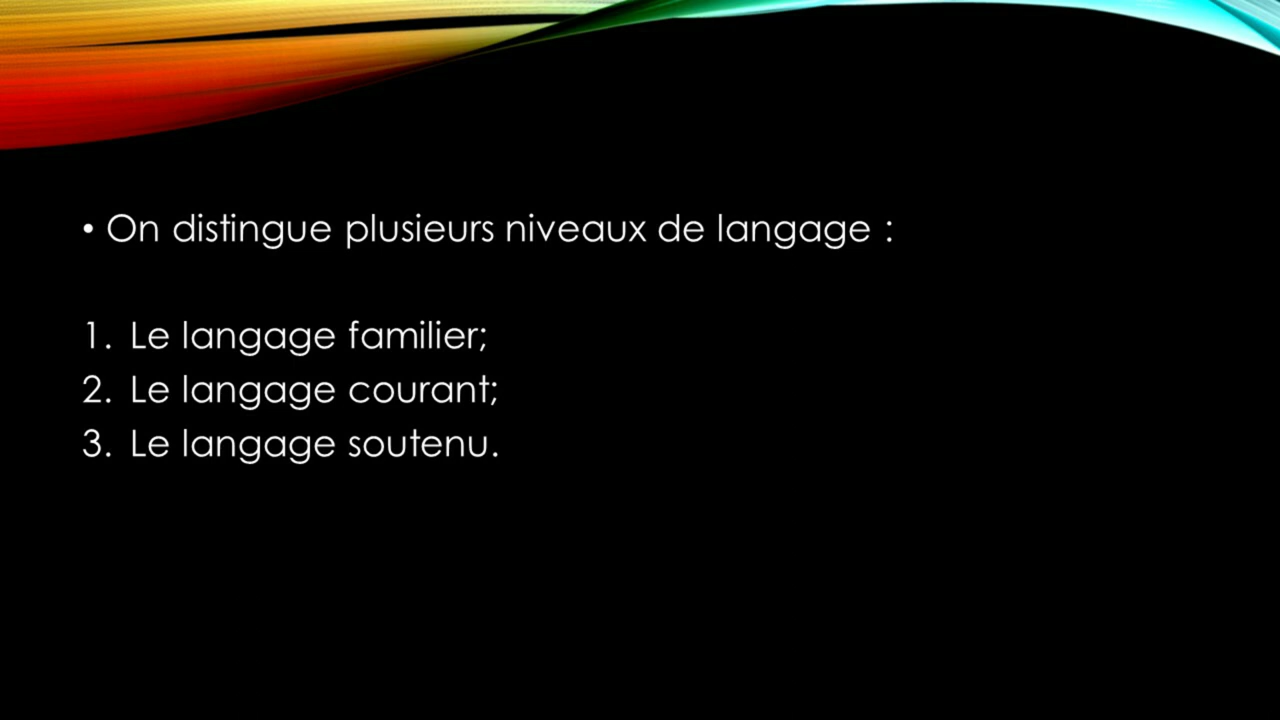 • On distingue plusieurs niveaux de langage :
1. Le langage familier;
2. Le langage courant;
3. Le langage soutenu.